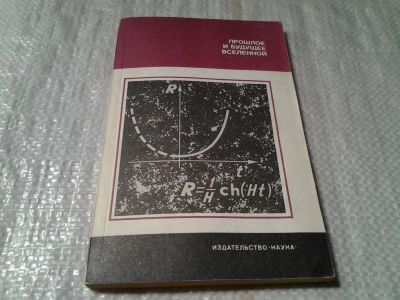 ПРОШЛОЕ
И БУДУЩЕЕ
ВСЕЛЕННОЙ
R
t
R=1/H ch(Ht)
ИЗДАТЕЛЬСТВО «НАУКА»